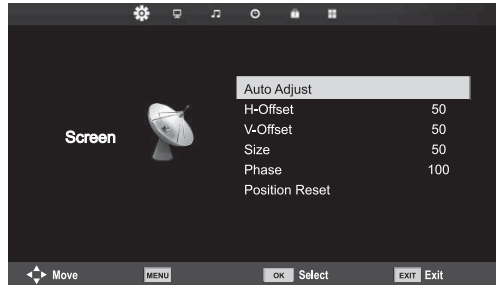 Auto Adjust
H-Offset 50
V-Offset 50
Screen
Size 50
Phase 100
Position Reset
Move MENU OK Select EXIT Exit